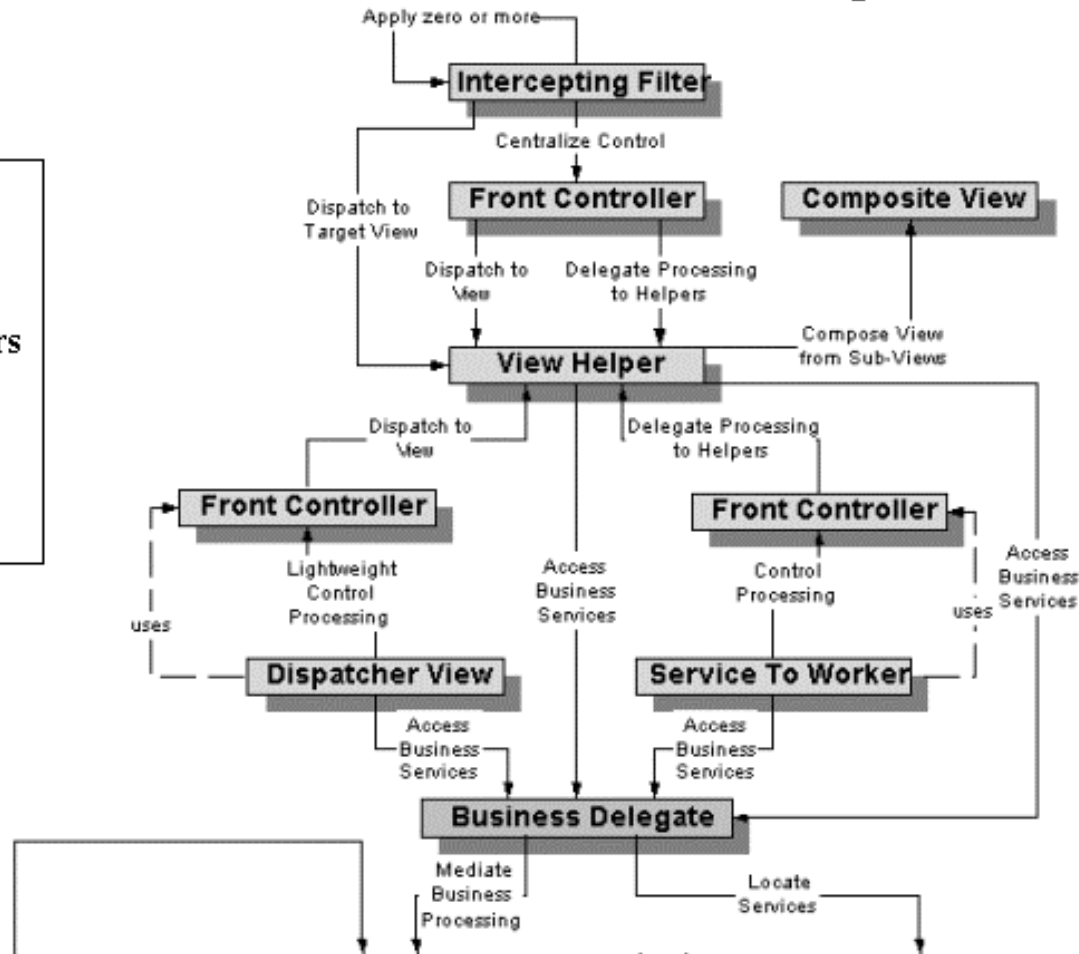 Apply zero or more
Intercepting Filter
Centralize Control
Front Controller
Composite View
Dispatch to
Target View
Dispatch to
View
Delegate Processing
to Helpers
rs
Compose View
from Sub-Views
View Helper
Dispatch to
View
Delegate Processing
to Helpers
Front Controller
Front Controller
Lightweight
Control
Processing
Access
Business
Services
Control
Processing
Access
Business
Services
uses
uses
Dispatcher View
Service To Worker
Access
Business
Services
Access
Business
Services
Business Delegate
Mediate
Business
Processing
Locate
Services